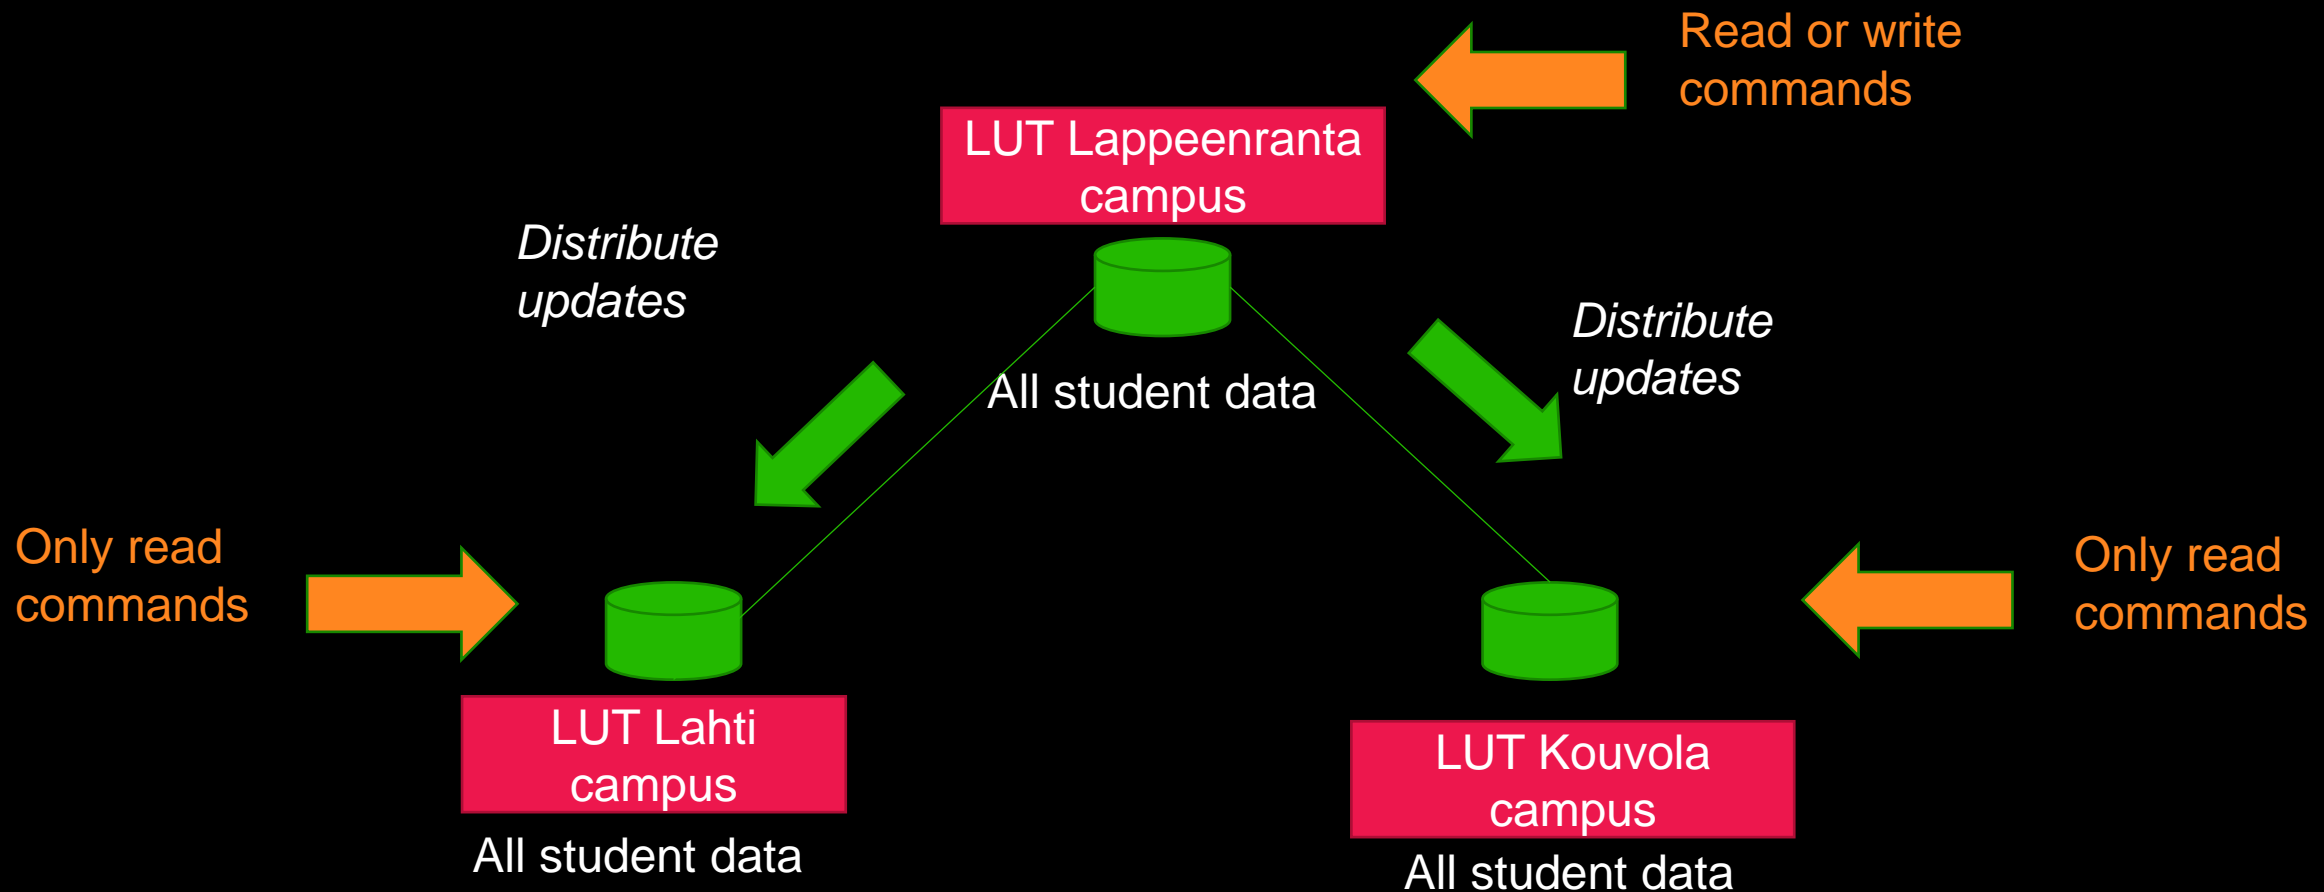 Read or write
commands
LUT Lappeenranta
campus
Distribute
updates
Distribute
updates
All student data
Only read
commands
Only read
commands
LUT Lahti
campus
All student data
LUT Kouvola
campus
All student data